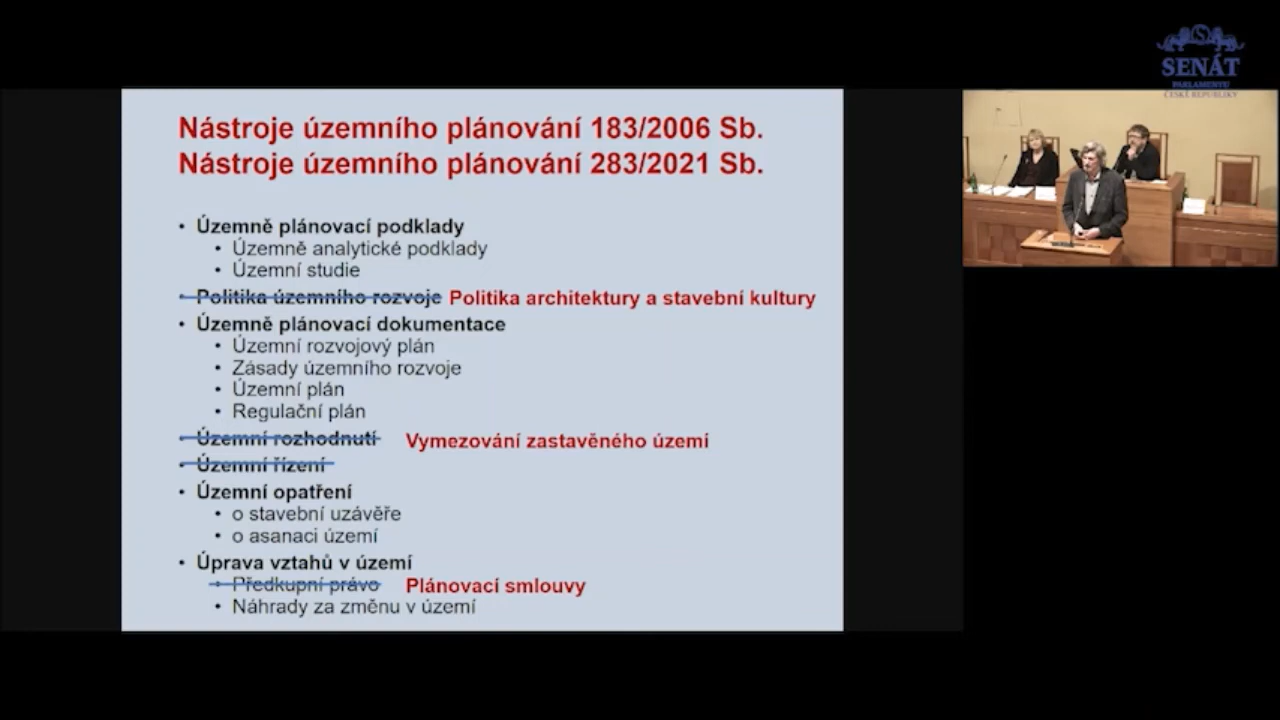 SENÁT
PARLAMENTU
ČESKÉ REPUBLIKY
Nástroje územního plánování 183/2006 Sb.
Nástroje územního plánování 283/2021 Sb.
• Územně plánovací podklady
• Územně analytické podklady
• Územní studie
• Politika územního rozvoje Politika architektury a stavební kultury
• Územně plánovací dokumentace
• Územní rozvojový plán
• Zásady územního rozvoje
• Územní plán
• Regulační plán
• Územní rozhodnutí Vymezování zastavěného území
• Územní řízení
• Územní opatření
• o stavební uzávěře
• o asanaci území
• Úprava vztahů v území
• Předkupní právo Plánovací smlouvy
• Náhrady za změnu v území